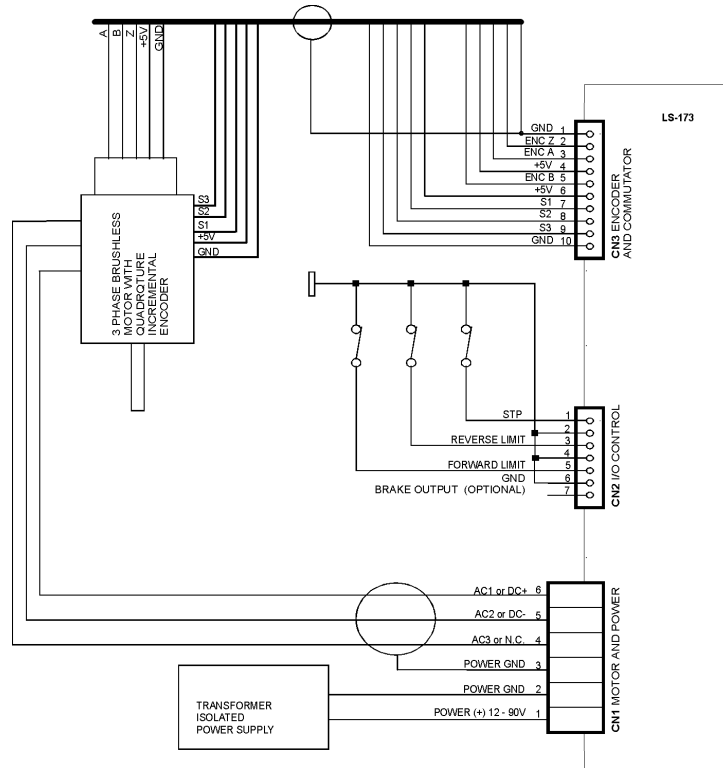 A
B
Z
+5V
GND
LS-173
GND 1
ENC Z 2
ENC A 3
+5V 4
ENC B 5
+5V 6
S1 7
S2 8
S3 9
GND 10
CN3 ENCODER
AND COMMUTATOR
S3
S2
S1
+5V
GND
3 PHASE BRUSHLESS
MOTOR WITH
QUADRQTURE
INCREMENTAL
ENCODER
STP 1
2
REVERSE LIMIT 3
4
FORWARD LIMIT 5
GND 6
BRAKE OUTPUT (OPTIONAL) 7
CN2 I/O CONTROL
AC1 or DC+ 6
AC2 or DC- 5
AC3 or N.C. 4
POWER GND 3
POWER GND 2
POWER (+) 12 - 90V 1
CN1 MOTOR AND POWER
TRANSFORMER
ISOLATED
POWER SUPPLY